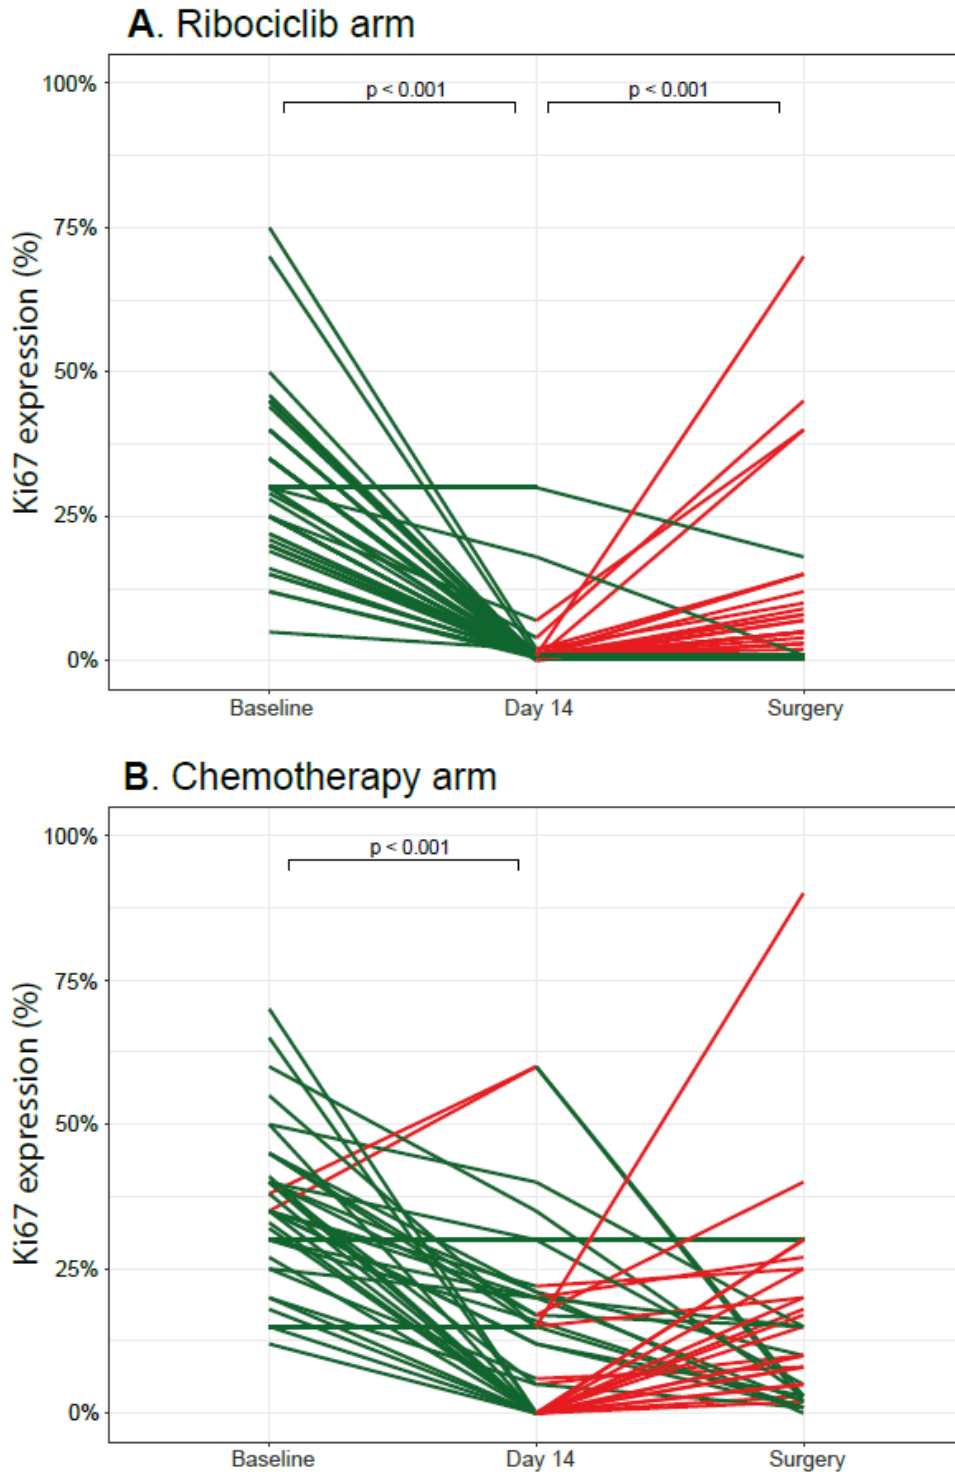 A. Ribociclib arm
100%
p < 0.001
p < 0.001
75%
50%
25%
0%
Ki67 expression (%)
Baseline
Day 14
Surgery
B. Chemotherapy arm
100%
p < 0.001
75%
50%
25%
0%
Ki67 expression (%)
Baseline
Day 14
Surgery